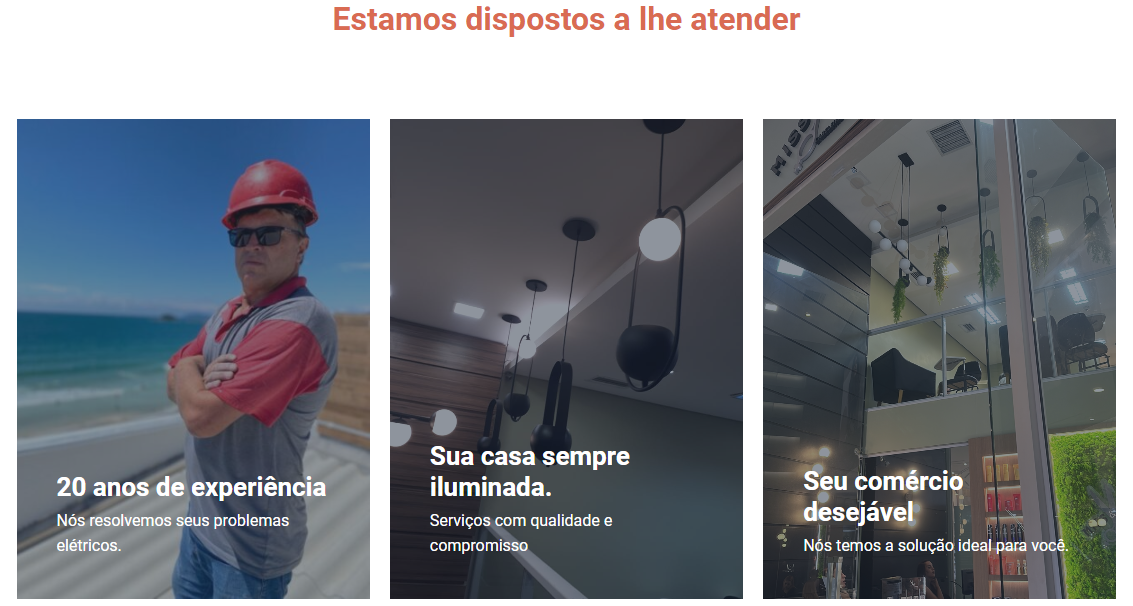 Estamos dispostos a lhe atender
MISS
20 anos de experiência
Nós resolvemos seus problemas
elétricos.
Sua casa sempre
iluminada.
Serviços com qualidade e
compromisso
Seu comércio
desejável
Nós temos a solução ideal para você.